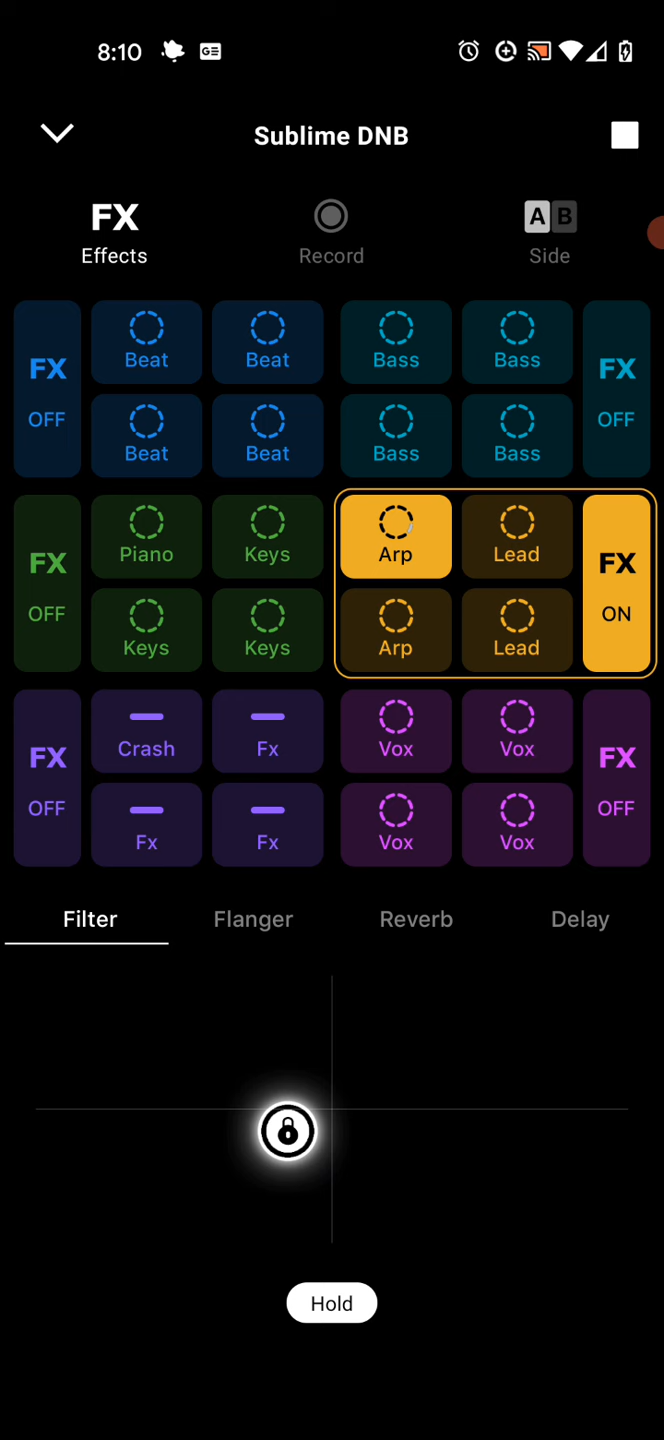 8:10 GE
Sublime DNB
FX A B
Effects Record Side
Beat Beat Bass Bass
FX FX
OFF OFF
Beat Beat Bass Bass
Piano Keys Arp Lead
FX FX
OFF ON
Keys Keys Arp Lead
Crash Fx Vox Vox
FX FX
OFF OFF
Fx Fx Vox Vox
Filter Flanger Reverb Delay
Hold